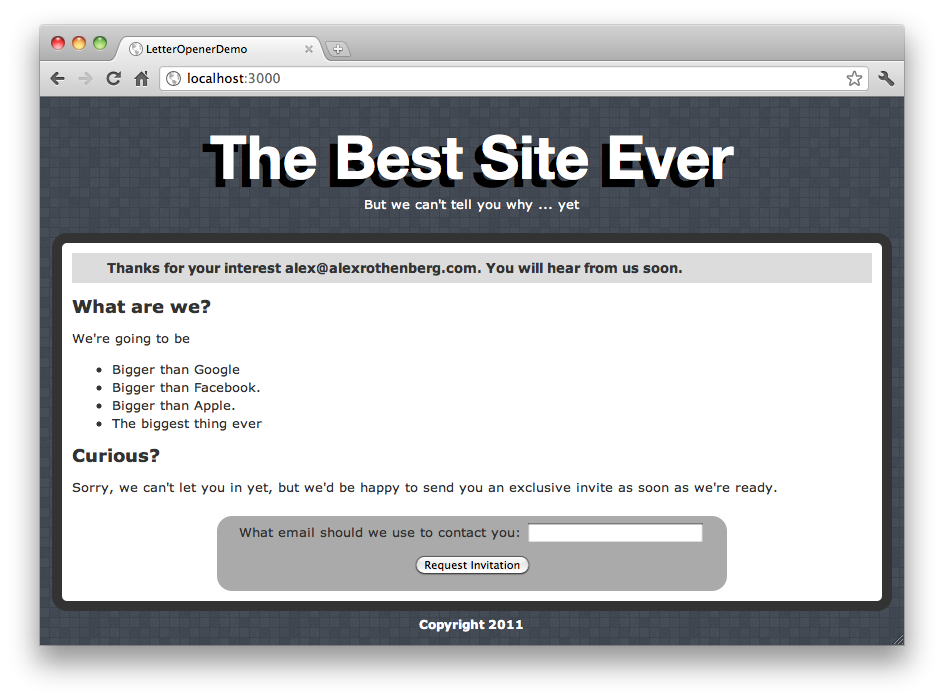 LetterOpenerDemo
localhost:3000
The Best Site Ever
But we can't tell you why ... yet
Thanks for your interest alex@alexrothenberg.com. You will hear from us soon.
What are we?
We're going to be
Bigger than Google
Bigger than Facebook.
Bigger than Apple.
The biggest thing ever
Curious?
Sorry, we can't let you in yet, but we'd be happy to send you an exclusive invite as soon as we're ready.
What email should we use to contact you:
Request Invitation
Copyright 2011